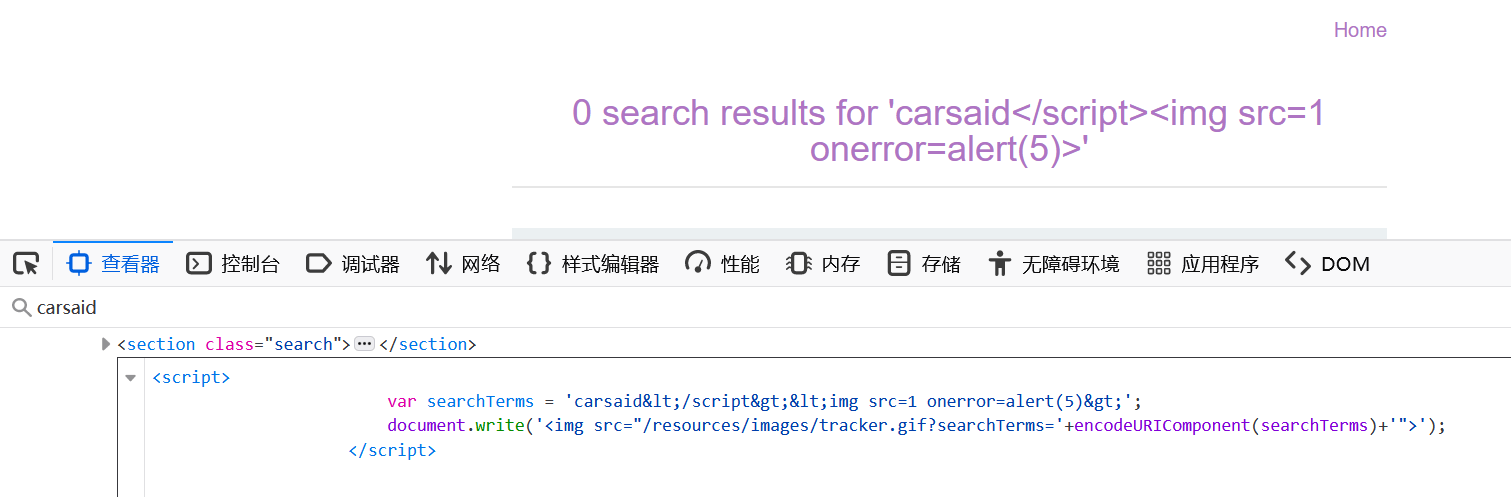 Home
0 search results for 'carsaid</script><img src=1
onerror=alert(5)>'
查看器 控制台 调试器 网络 样式编辑器 性能 内存 存储 无障碍环境 应用程序 DOM
carsaid
<section class="search"> ••• </section>
<script>
var searchTerms = 'carsaid&lt;/script&gt;&lt;img src=1 onerror=alert(5)&gt;';
document.write('<img src="/resources/images/tracker.gif?searchTerms='+encodeURIComponent(searchTerms)+'">');
</script>